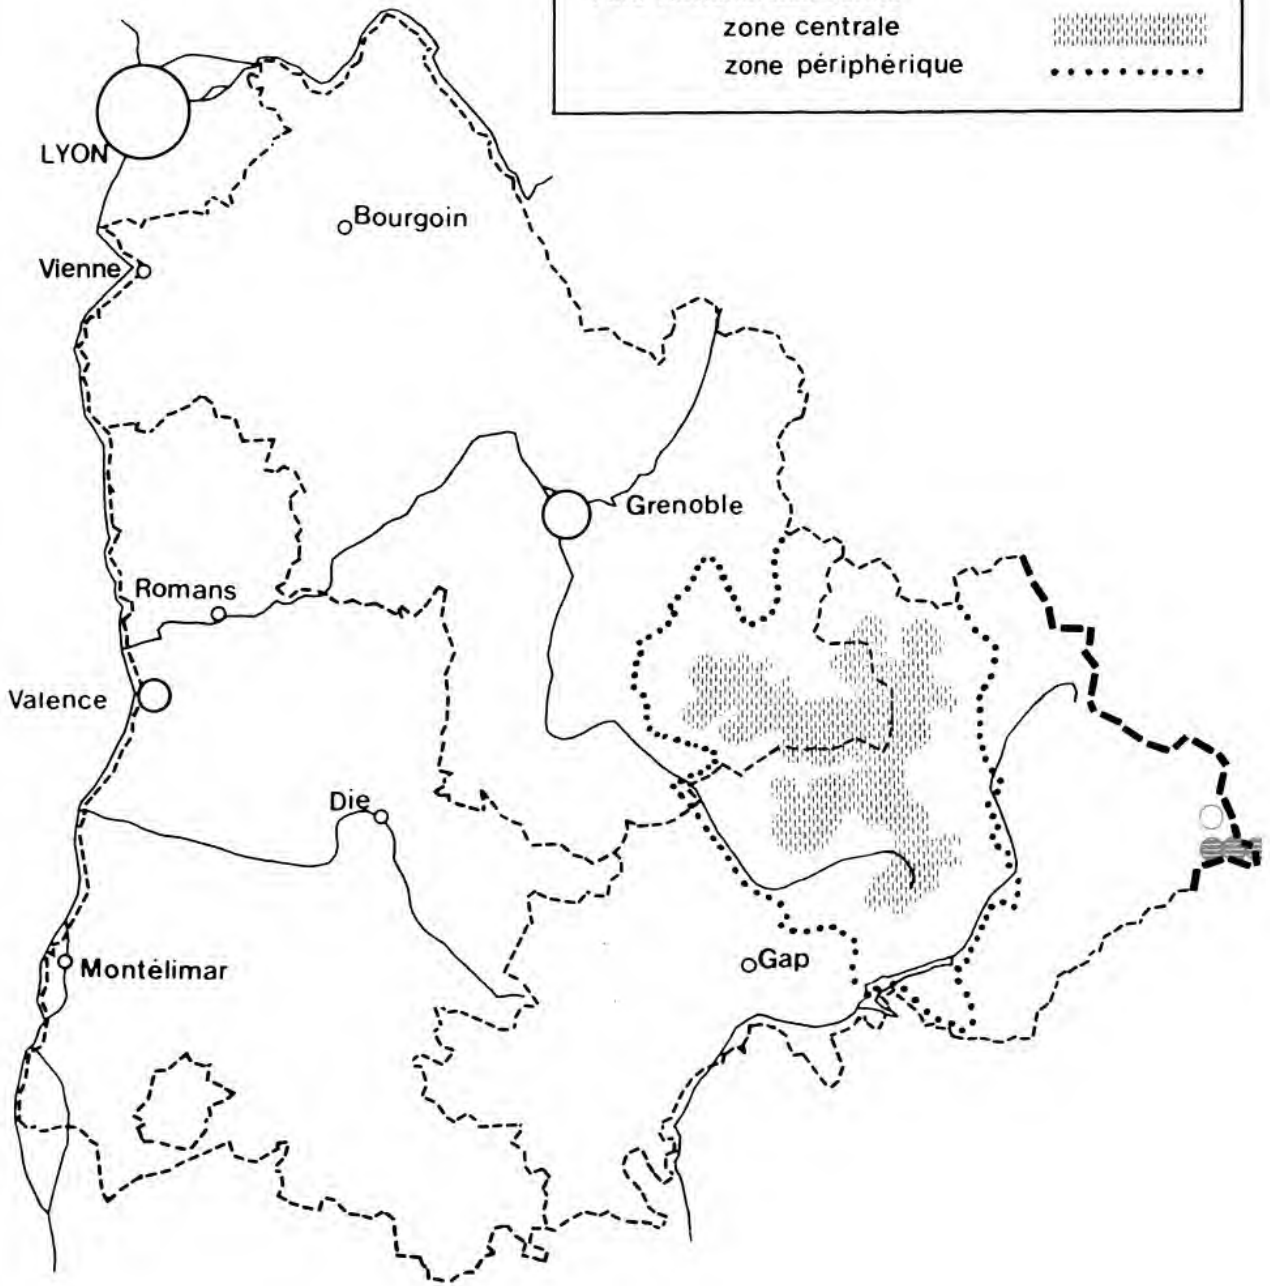 zone centrale
zone périphérique
LYON
Bourgoin
Vienne
Grenoble
Romans
Valence
Die
Gap
Montélimar